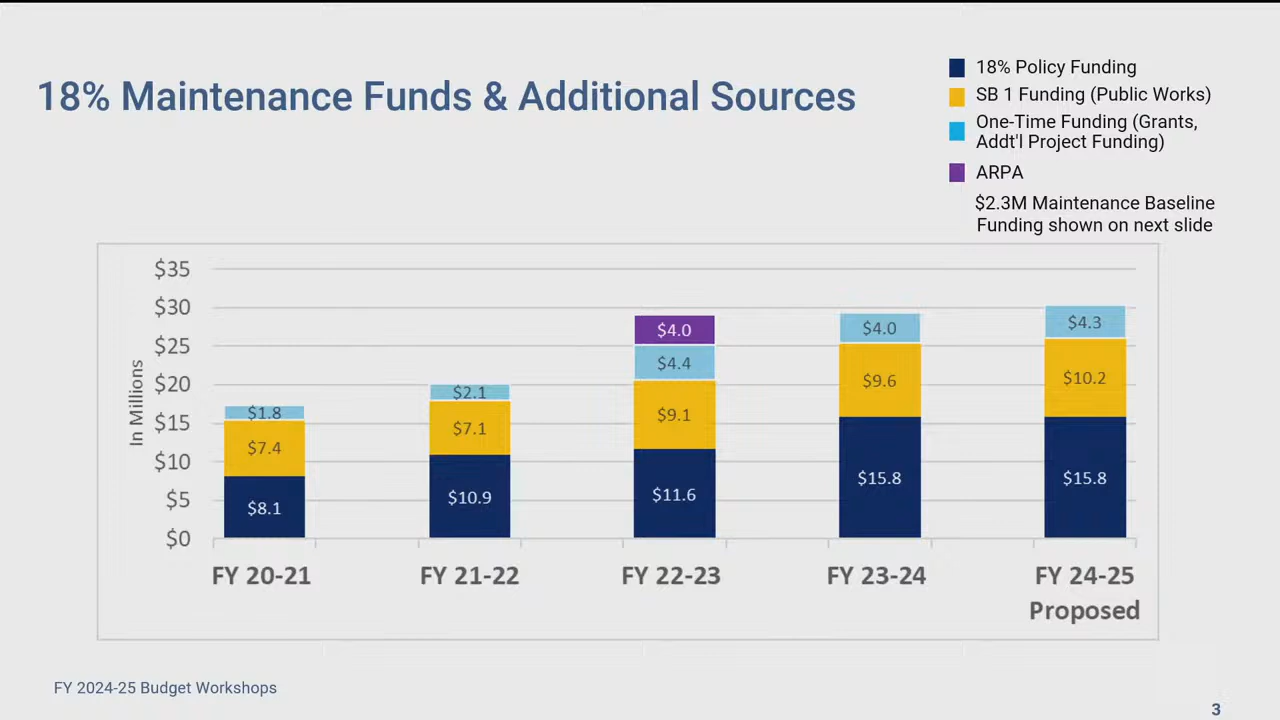 18% Maintenance Funds & Additional Sources
18% Policy Funding
SB 1 Funding (Public Works)
One-Time Funding (Grants,
Addt'l Project Funding)
ARPA
$2.3M Maintenance Baseline
Funding shown on next slide
In Millions
$35
$30
$25
$20
$15
$10
$5
$0
$1.8
$7.4
$8.1
$2.1
$7.1
$10.9
$4.0
$4.4
$9.1
$11.6
$4.0
$9.6
$15.8
$4.3
$10.2
$15.8
FY 20-21
FY 21-22
FY 22-23
FY 23-24
FY 24-25
Proposed
FY 2024-25 Budget Workshops
3